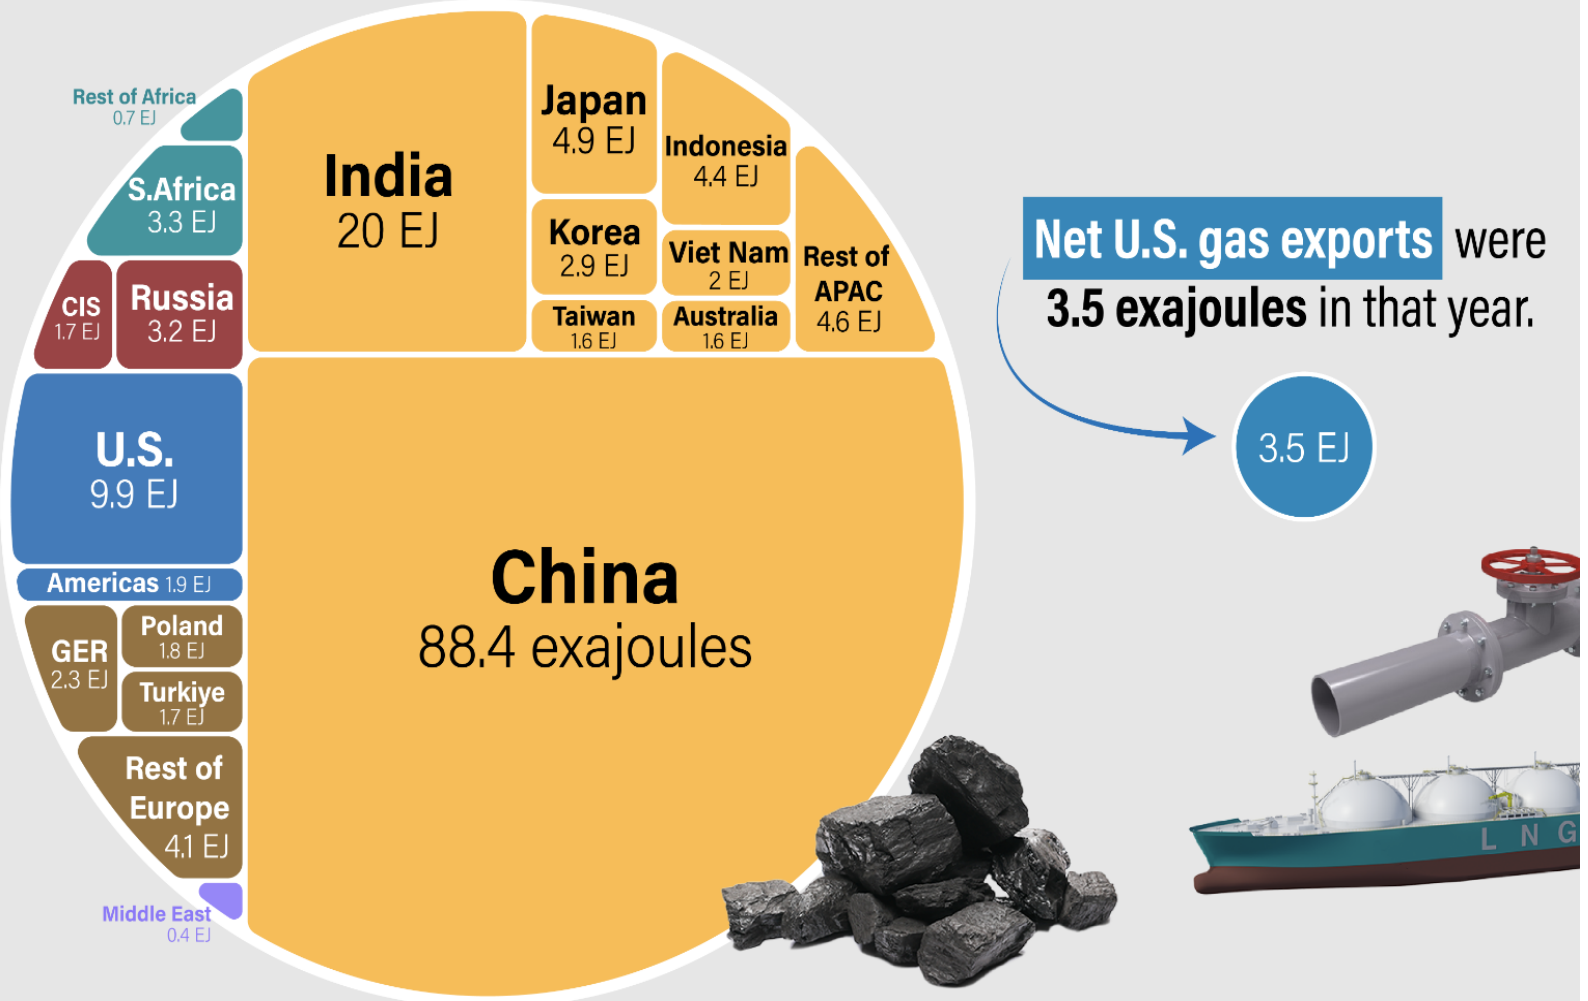 Rest of Africa
0.7 EJ
S.Africa
3.3 EJ
CIS
1.7 EJ
Russia
3.2 EJ
U.S.
9.9 EJ
Americas 1.9 EJ
GER
2.3 EJ
Poland
1.8 EJ
Turkiye
1.7 EJ
Rest of
Europe
4.1 EJ
Middle East
0.4 EJ
India
20 EJ
Japan
4.9 EJ
Korea
2.9 EJ
Taiwan
1.6 EJ
Indonesia
4.4 EJ
Viet Nam
2 EJ
Australia
1.6 EJ
Rest of
APAC
4.6 EJ
China
88.4 exajoules
Net U.S. gas exports were
3.5 exajoules in that year.
3.5 EJ
L N G